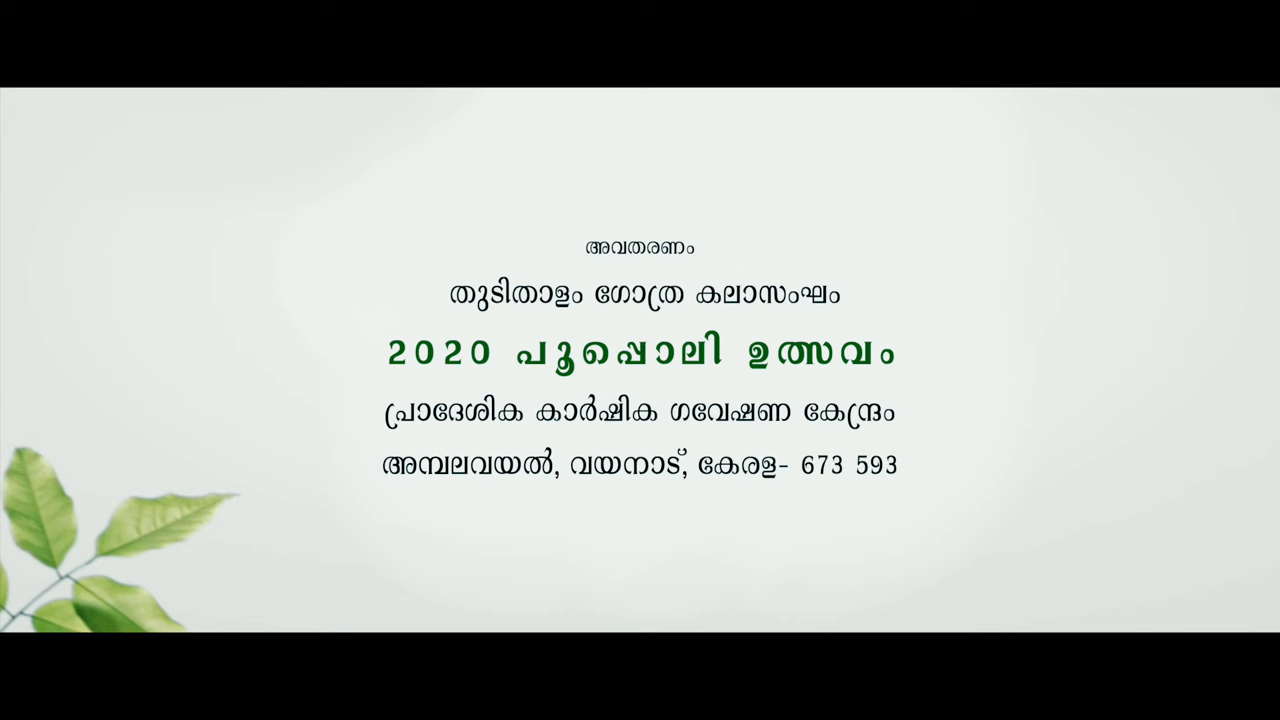 അവതരണം
തുടിതാളം ഗോത്ര കലാസംഘം
2020 പൂപ്പൊലി ഉത്സവം
പ്രാദേശിക കാർഷിക ഗവേഷണ കേന്ദ്രം
അമ്പലവയൽ, വയനാട്, കേരള- 673 593